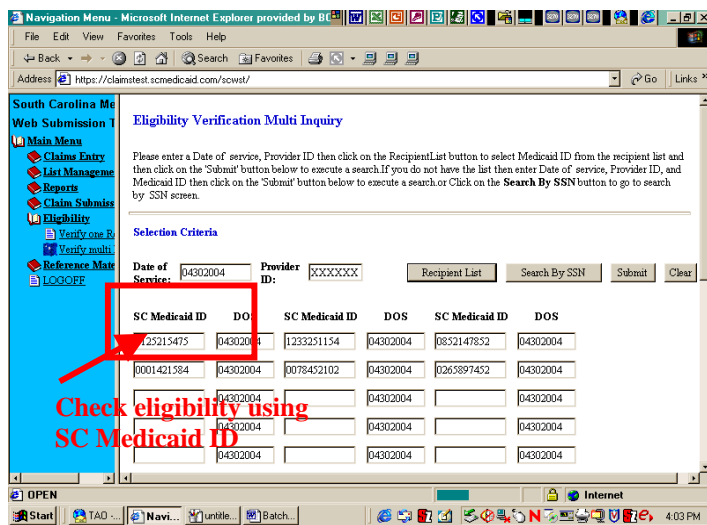 Navigation Menu - Microsoft Internet Explorer provided by
File Edit View Favorites Tools Help
Back Search Favorites
Address https://claimstest.scmedicaid.com/scwst/ Go Links
South Carolina Me
Web Submission T
Main Menu
Claims Entry
List Manageme
Reports
Claim Submiss
Eligibility
Verify one R
Verify multi
Reference Mate
LOGOFF
Eligibility Verification Multi Inquiry
Please enter a Date of service, Provider ID then click on the RecipientList button to select Medicaid ID from the recipient list and
then click on the 'Submit' button below to execute a search.If you do not have the list then enter Date of service, Provider ID, and
Medicaid ID then click on the 'Submit' button below to execute a search.or Click on the Search By SSN button to go to search
by SSN screen.
Selection Criteria
Date of Service: 04302004 Provider ID: XXXXXX Recipient List Search By SSN Submit Clear
SC Medicaid ID DOS SC Medicaid ID DOS SC Medicaid ID DOS
125215475 04302004 1233251154 04302004 0852147852 04302004
0001421584 04302004 0078452102 04302004 0265897452 04302004
04302004 04302004 04302004
04302004 04302004 04302004
04302004 04302004 04302004
Check eligibility using
SC Medicaid ID
OPEN Internet
Start TAO -... Navi... untitle... Batch... 4:03 PM